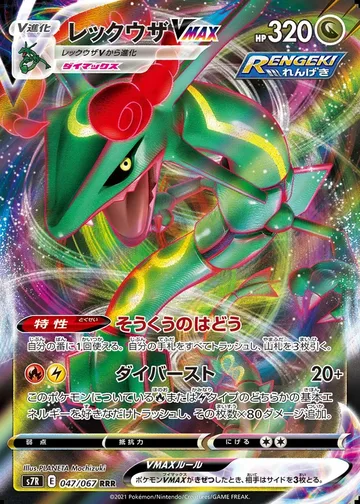 V進化
レックウザVMAX
HP320
レックウザVから進化
ダイマックス
RENGEKI
れんげき
特性 そうくうのはどう
自分の番に1回使える。自分の手札をすべてトラッシュし、山札を3枚引く。
ダイバースト 20+
このポケモンについている炎または雷タイプのどちらかの基本エ
ネルギーを好きなだけトラッシュし、その枚数×80ダメージ追加。
弱点 抵抗力 にげる
Illus. PLANETA Mochizuki
VMAXルール
ポケモンVMAXがきぜつしたとき、相手はサイドを3枚とる。
s7R E 047/067 RRR
©2021 Pokémon/Nintendo/Creatures/GAME FREAK.